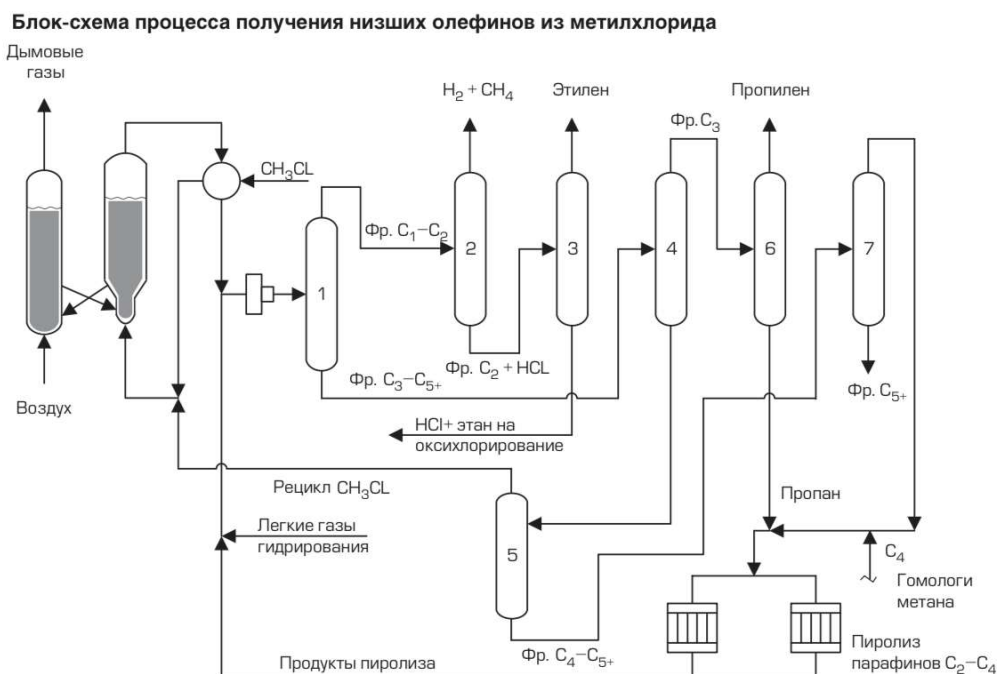 Блок-схема процесса получения низших олефинов из метилхлорида
Дымовые
газы
H₂ + CH₄
Этилен
Пропилен
Фр. C₃
CH₃CL
Фр. C₁–C₂
1
2
3
4
6
7
Фр. C₂ + HCL
Фр. C₃–C₅₊
Фр. C₅₊
Воздух
HCl+ этан на
оксихлорирование
Рецикл CH₃CL
Пропан
Легкие газы
гидрирования
5
C₄
Гомологи
метана
Фр. C₄–C₅₊
Пиролиз
парафинов C₂–C₄
Продукты пиролиза